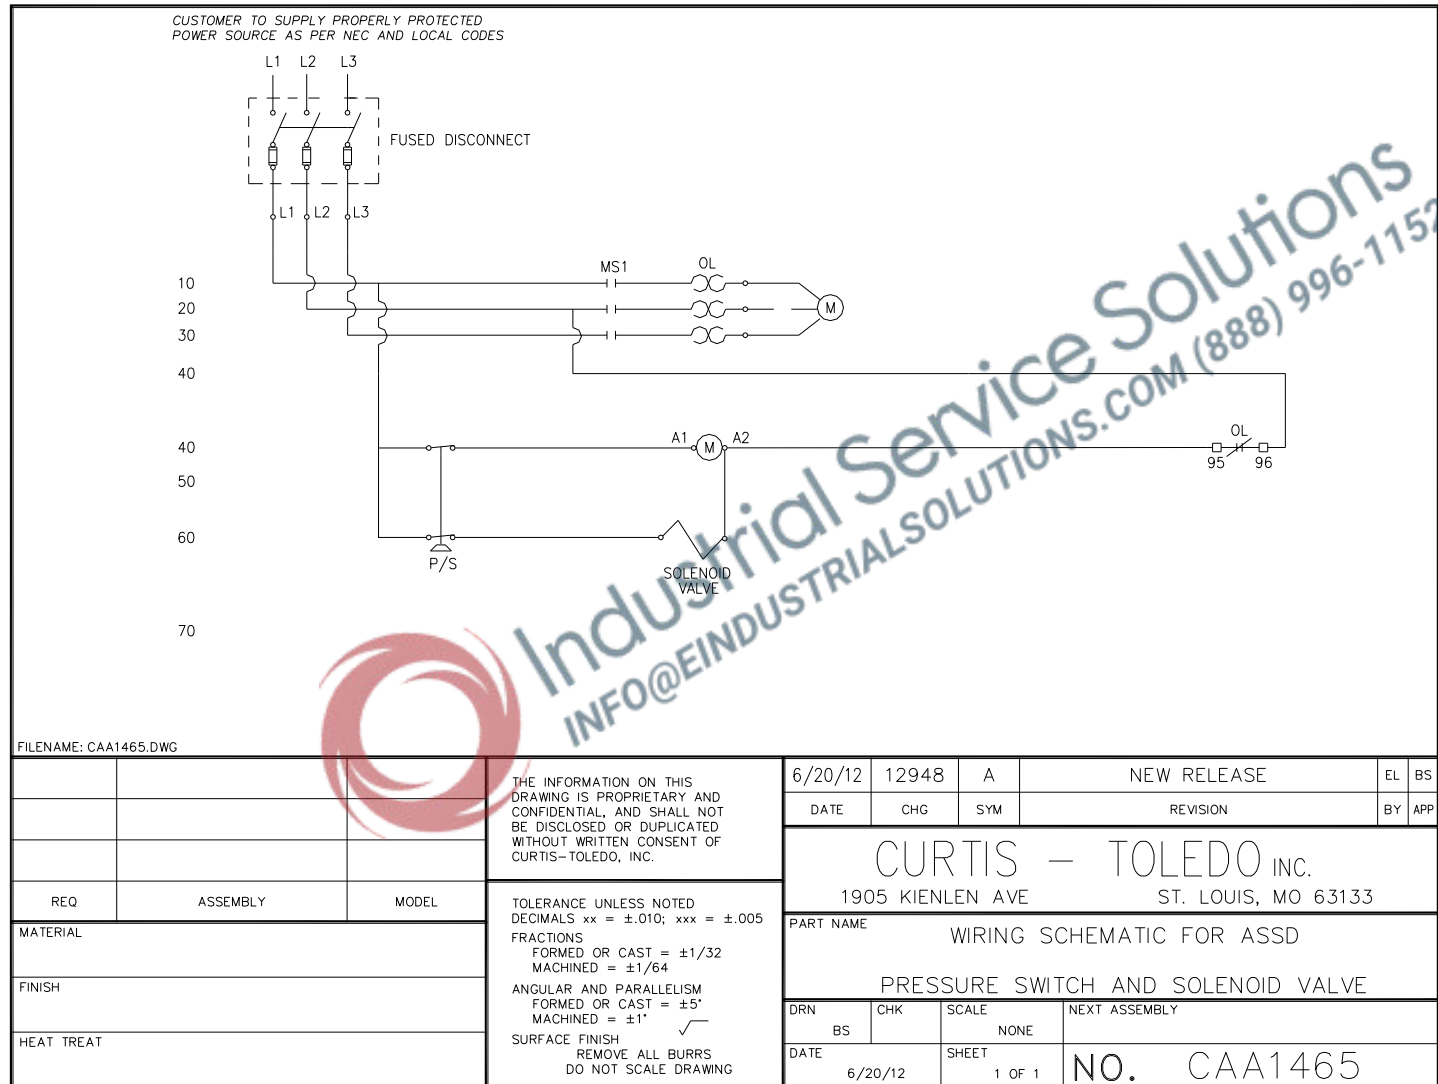 CUSTOMER TO SUPPLY PROPERLY PROTECTED
POWER SOURCE AS PER NEC AND LOCAL CODES
L1 L2 L3
FUSED DISCONNECT
L1 L2 L3
10 MS1 OL
20 M
30
40
40 A1 M A2 OL
95 96
50
60
P/S
SOLENOID
VALVE
70
Industrial Service Solutions
INFO@EINDUSTRIALSOLUTIONS.COM (888) 996-1152
FILENAME: CAA1465.DWG
REQ ASSEMBLY MODEL
MATERIAL
FINISH
HEAT TREAT
THE INFORMATION ON THIS
DRAWING IS PROPRIETARY AND
CONFIDENTIAL, AND SHALL NOT
BE DISCLOSED OR DUPLICATED
WITHOUT WRITTEN CONSENT OF
CURTIS-TOLEDO, INC.
TOLERANCE UNLESS NOTED
DECIMALS xx = ±.010; xxx = ±.005
FRACTIONS
FORMED OR CAST = ±1/32
MACHINED = ±1/64
ANGULAR AND PARALLELISM
FORMED OR CAST = ±5°
MACHINED = ±1°
SURFACE FINISH
REMOVE ALL BURRS
DO NOT SCALE DRAWING
6/20/12 12948 A NEW RELEASE EL BS
DATE CHG SYM REVISION BY APP
CURTIS - TOLEDO INC.
1905 KIENLEN AVE ST. LOUIS, MO 63133
PART NAME
WIRING SCHEMATIC FOR ASSD
PRESSURE SWITCH AND SOLENOID VALVE
DRN CHK SCALE NEXT ASSEMBLY
BS NONE
DATE SHEET
6/20/12 1 OF 1
NO. CAA1465